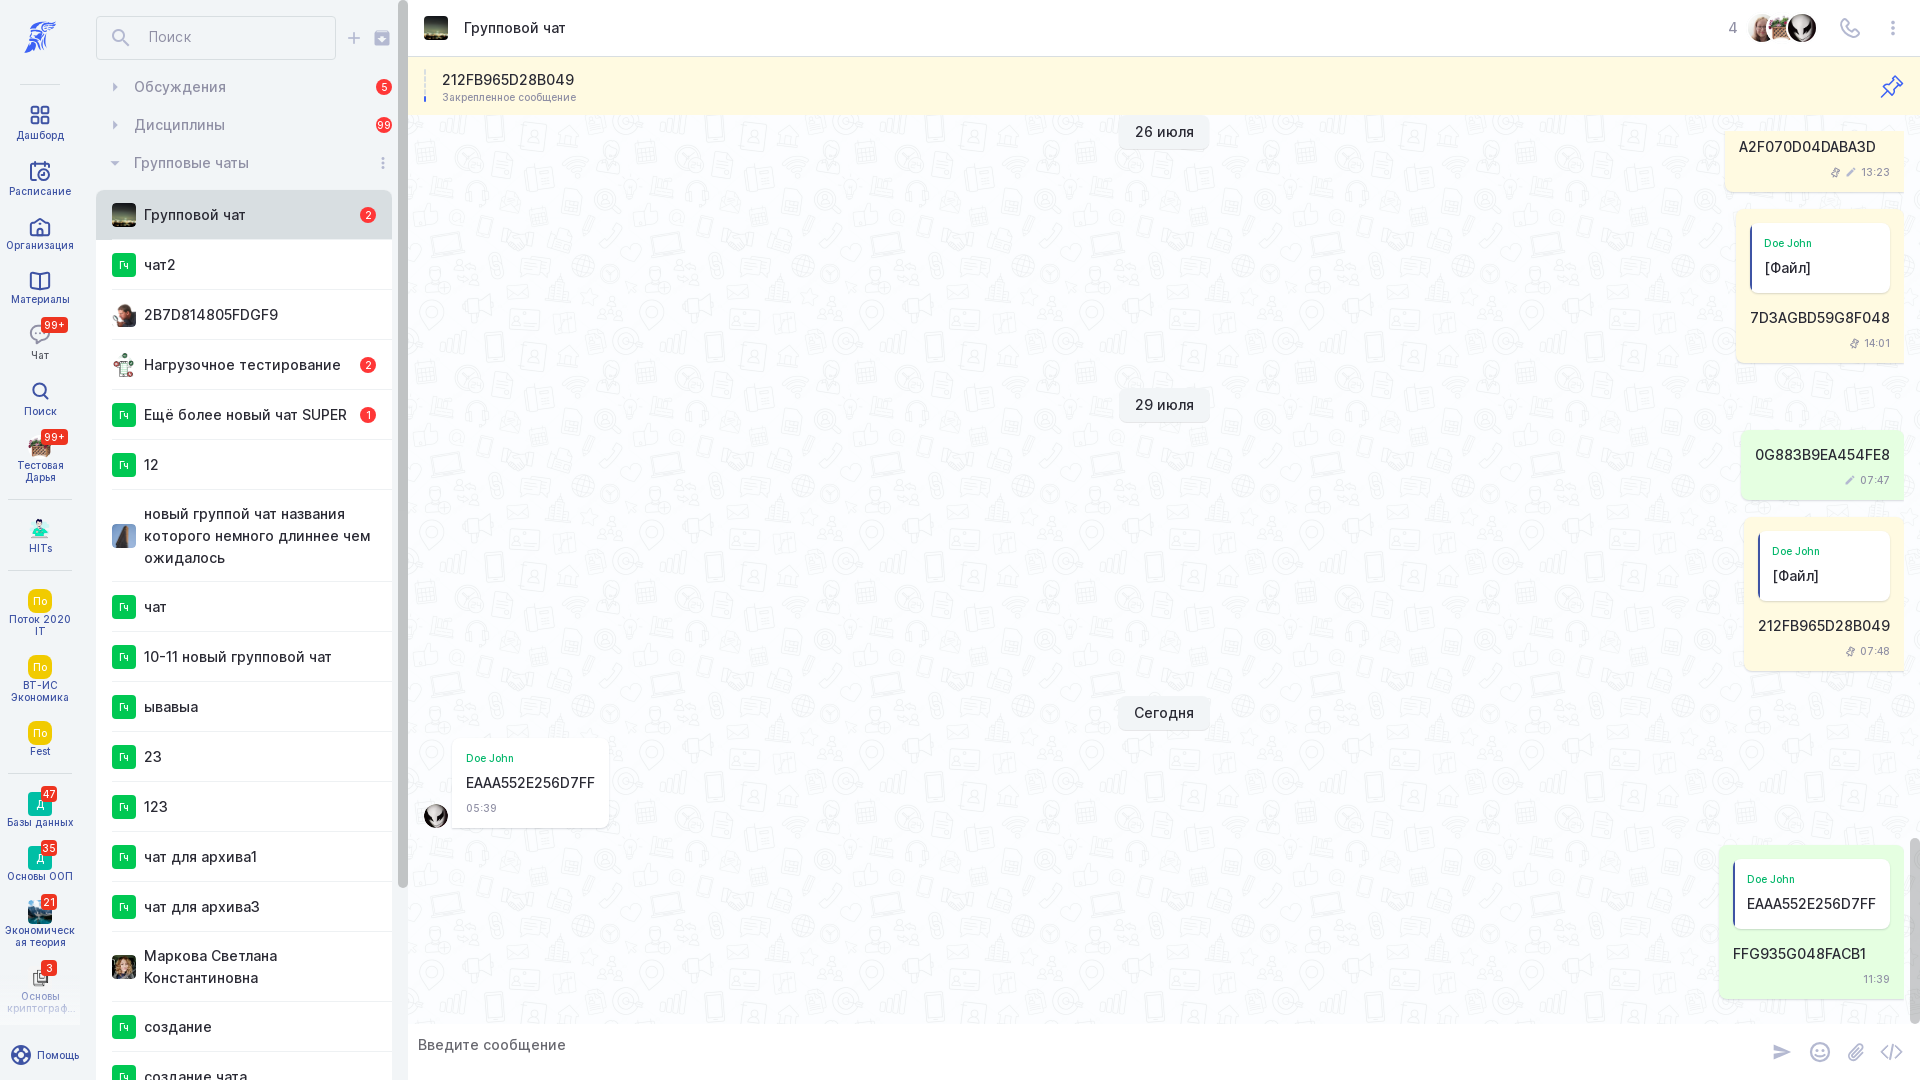 Дашборд
Расписание
Организация
Материалы
99+
Чат
Поиск
99+
Тестовая
Дарья
HITs
По
Поток 2020
IT
По
ВТ-ИС
Экономика
По
Fest
47
Д
Базы данных
35
Д
Основы ООП
21
Экономическ
ая теория
3
Основы
криптограф...
Помощь
Поиск
Обсуждения
5
Дисциплины
99
Групповые чаты
Групповой чат
2
Гч
чат2
2B7D814805FDGF9
Нагрузочное тестирование
2
Гч
Ещё более новый чат SUPER
1
Гч
12
новый группой чат названия
которого немного длиннее чем
ожидалось
Гч
чат
Гч
10-11 новый групповой чат
Гч
ывавыа
Гч
23
Гч
123
Гч
чат для архива1
Гч
чат для архива3
Маркова Светлана
Константиновна
Гч
создание
Гч
создание чата
Групповой чат
4
212FB965D28B049
Закрепленное сообщение
26 июля
A2F070D04DABA3D
13:23
Doe John
[Файл]
7D3AGBD59G8F048
14:01
29 июля
0G883B9EA454FE8
07:47
Doe John
[Файл]
212FB965D28B049
07:48
Сегодня
Doe John
EAAA552E256D7FF
05:39
Doe John
EAAA552E256D7FF
FFG935G048FACB1
11:39
Введите сообщение